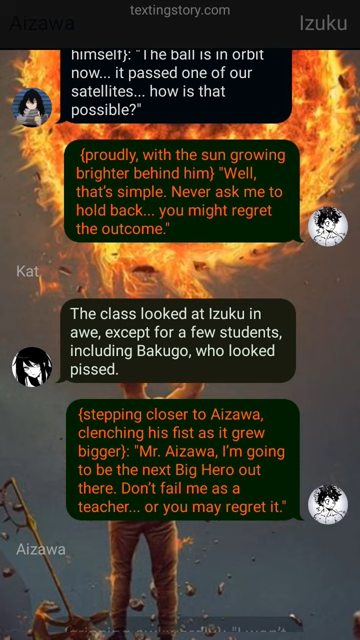 textingstory.com
Aizawa
Izuku
himself}: "The ball is in orbit
now... it passed one of our
satellites... how is that
possible?"
{proudly, with the sun growing
brighter behind him} "Well,
that's simple. Never ask me to
hold back... you might regret
the outcome."
Kat
The class looked at Izuku in
awe, except for a few students,
including Bakugo, who looked
pissed.
{stepping closer to Aizawa,
clenching his fist as it grew
bigger}: "Mr. Aizawa, I'm going
to be the next Big Hero out
there. Don't fail me as a
teacher... or you may regret it."
Aizawa